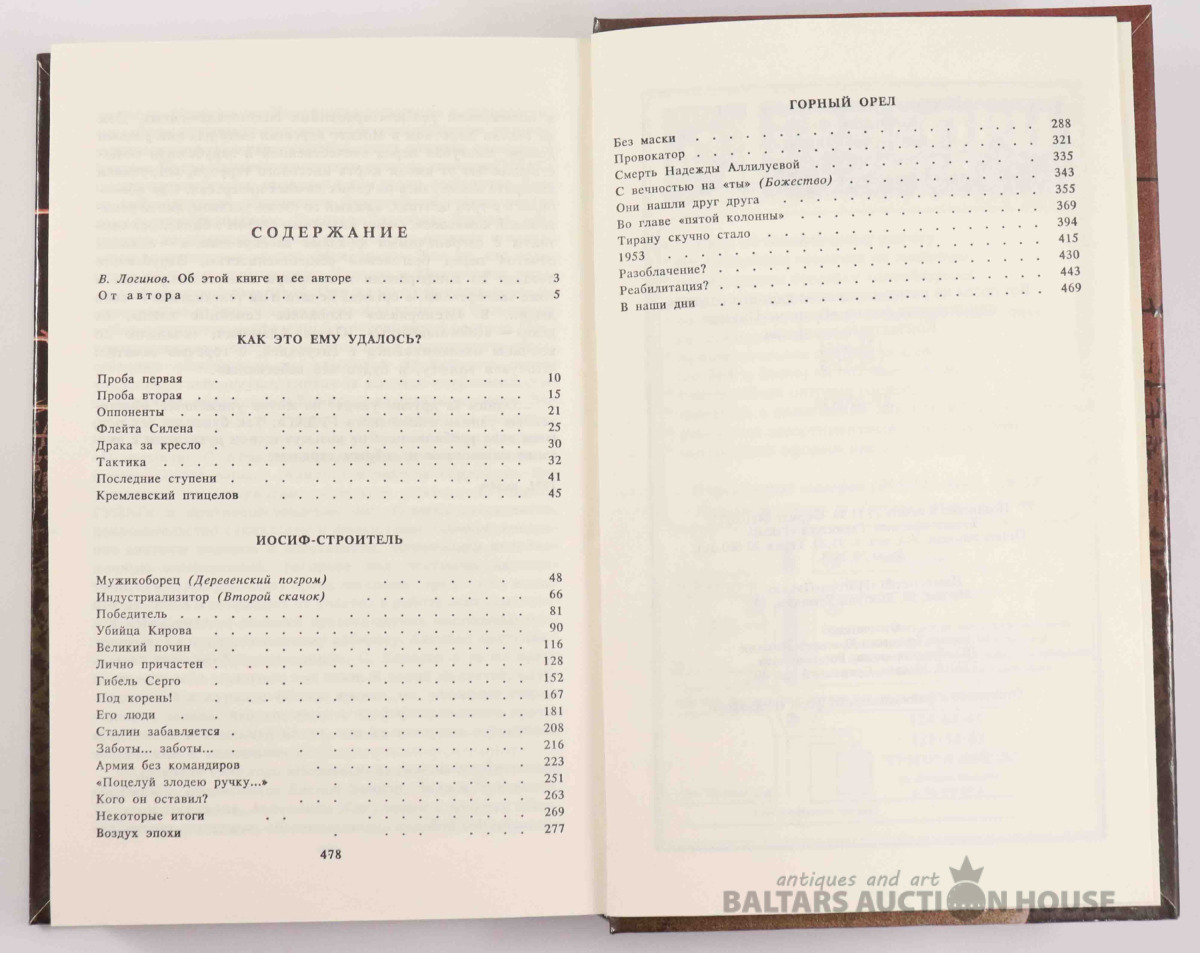 СОДЕРЖАНИЕ
В. Логинов. Об этой книге и ее авторе . . . . . . . . 3
От автора . . . . . . . . 5
КАК ЭТО ЕМУ УДАЛОСЬ?
Проба первая . . . . . . . . 10
Проба вторая . . . . . . . . 15
Оппоненты . . . . . . . . 21
Флейта Силена . . . . . . . . 25
Драка за кресло . . . . . . . . 30
Тактика . . . . . . . . 32
Последние ступени . . . . . . . . 41
Кремлевский птицелов . . . . . . . . 45
ИОСИФ-СТРОИТЕЛЬ
Мужикоборец (Деревенский погром) . . . . . . . . 48
Индустриализитор (Второй скачок) . . . . . . . . 66
Победитель . . . . . . . . 81
Убийца Кирова . . . . . . . . 90
Великий почин . . . . . . . . 116
Лично причастен . . . . . . . . 128
Гибель Серго . . . . . . . . 152
Под корень! . . . . . . . . 167
Его люди . . . . . . . . 181
Сталин забавляется . . . . . . . . 208
Заботы... заботы... . . . . . . . . 216
Армия без командиров . . . . . . . . 223
«Поцелуй злодею ручку...» . . . . . . . . 251
Кого он оставил? . . . . . . . . 263
Некоторые итоги . . . . . . . . 269
Воздух эпохи . . . . . . . . 277
478
ГОРНЫЙ ОРЕЛ
Без маски . . . . . . . . 288
Провокатор . . . . . . . . 321
Смерть Надежды Аллилуевой . . . . . . . . 335
С вечностью на «ты» (Божество) . . . . . . . . 343
Они нашли друг друга . . . . . . . . 355
Во главе «пятой колонны» . . . . . . . . 369
Тирану скучно стало . . . . . . . . 394
1953 . . . . . . . . 415
Разоблачение? . . . . . . . . 430
Реабилитация? . . . . . . . . 443
В наши дни . . . . . . . . 469
antiques and art
BALTARS AUCTION HOUSE